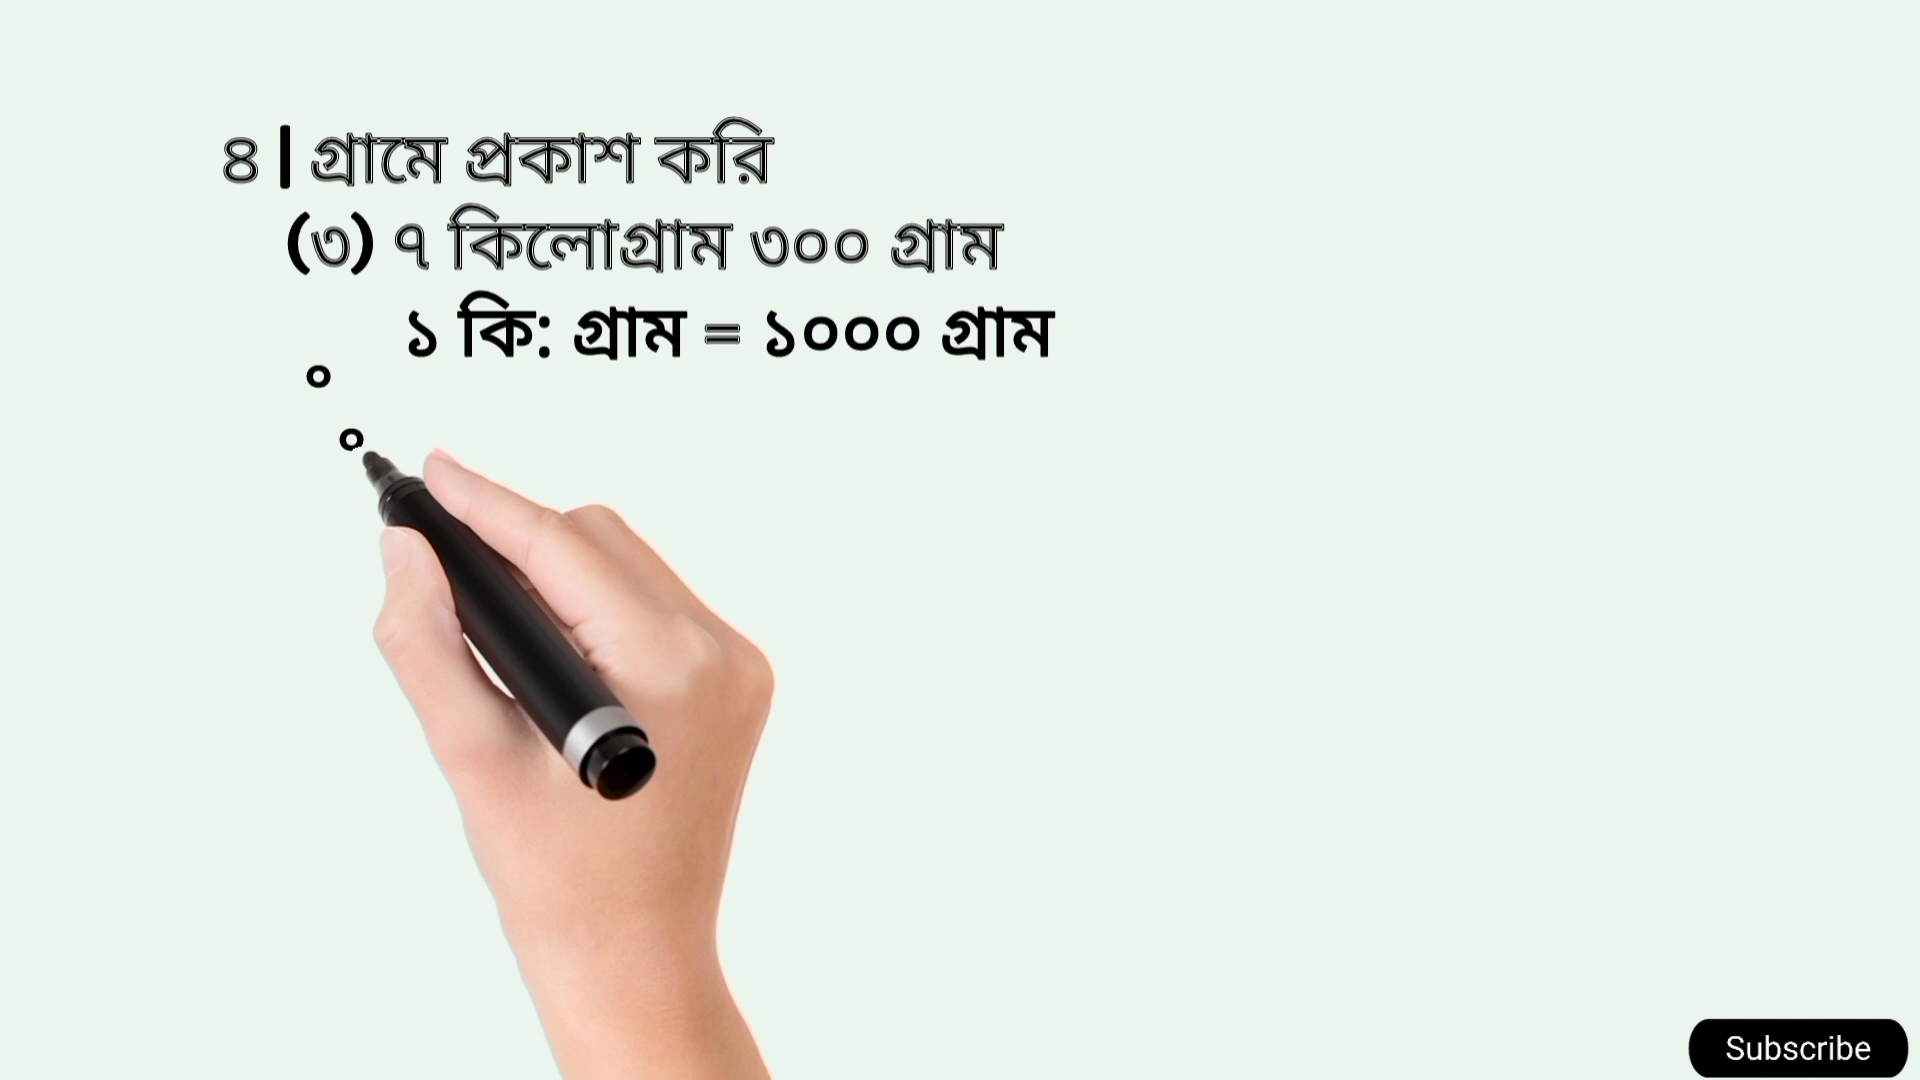 ৪ | গ্রামে প্রকাশ করি
(৩) ৭ কিলোগ্রাম ৩০০ গ্রাম
১ কি: গ্রাম = ১০০০ গ্রাম
Subscribe